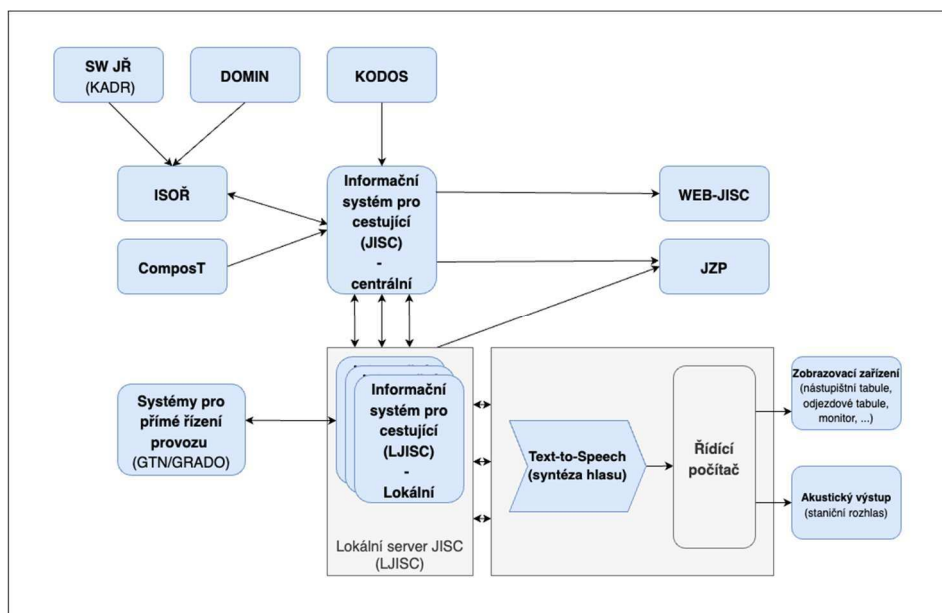 SW JŘ
(KADR)
DOMIN
KODOS
ISOŘ
ComposT
Informační
systém pro
cestující
(JISC)
-
centrální
WEB-JISC
JZP
Systémy pro
přímé řízení
provozu
(GTN/GRADO)
Informační
systém pro
cestující
(LJISC)
-
Lokální
Lokální server JISC
(LJISC)
Text-to-Speech
(syntéza hlasu)
Řídící
počítač
Zobrazovací zařízení
(nástupištní tabule,
odjezdové tabule,
monitor, ...)
Akustický výstup
(staniční rozhlas)